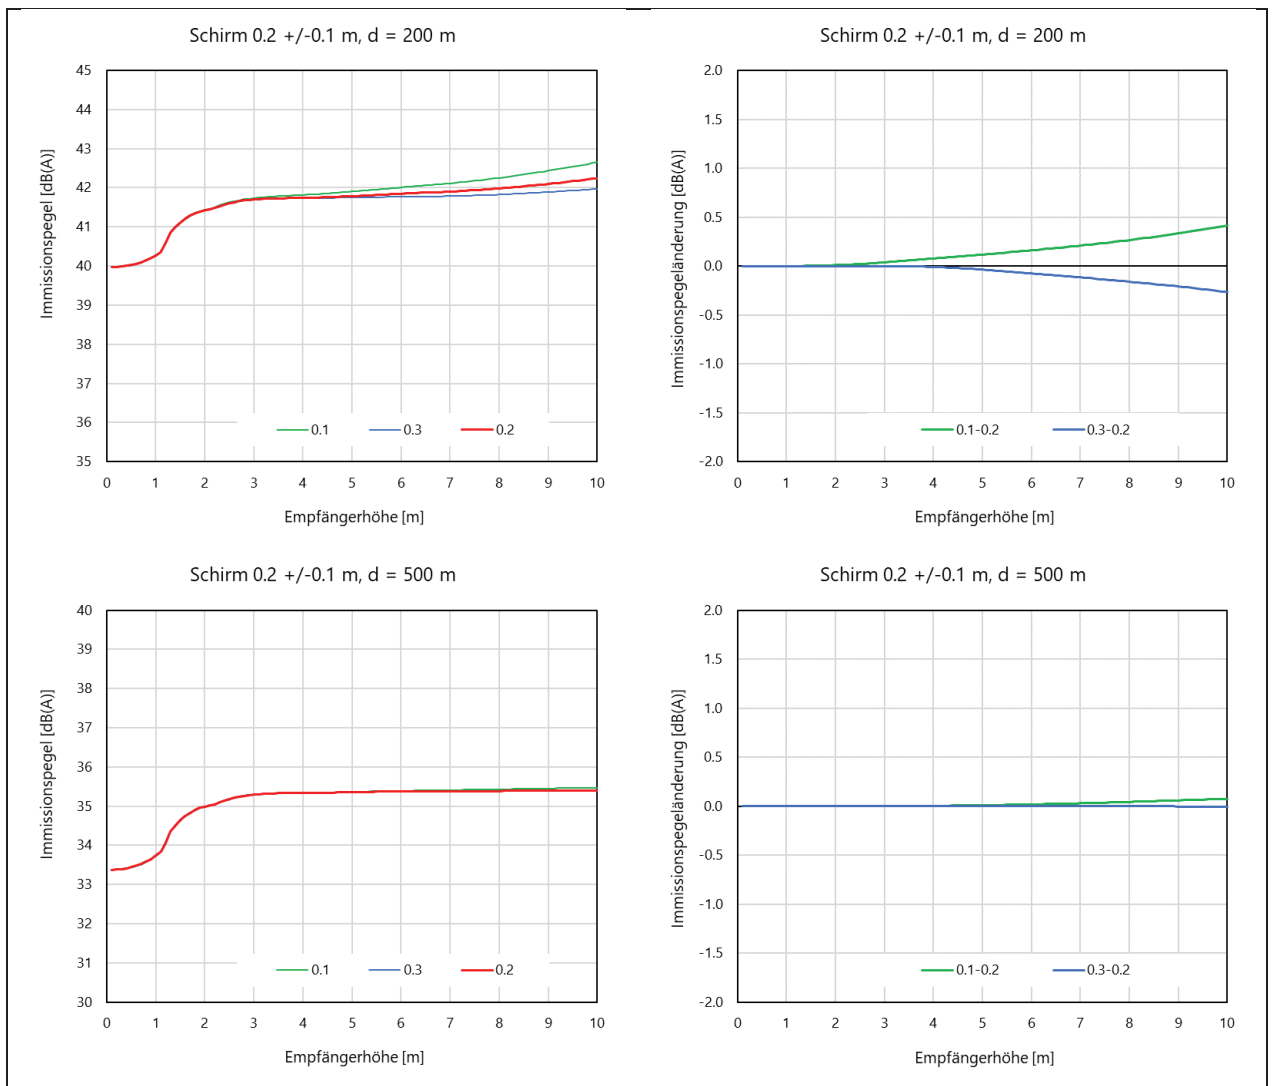 Schirm 0.2 +/-0.1 m, d = 200 m
45
44
43
42
41
40
39
38
37
36
35
Immissionspegel [dB(A)]
0.1 0.3 0.2
0 1 2 3 4 5 6 7 8 9 10
Empfängerhöhe [m]
Schirm 0.2 +/-0.1 m, d = 200 m
2.0
1.5
1.0
0.5
0.0
-0.5
-1.0
-1.5
-2.0
Immissionspegeländerung [dB(A)]
0.1-0.2 0.3-0.2
0 1 2 3 4 5 6 7 8 9 10
Empfängerhöhe [m]
Schirm 0.2 +/-0.1 m, d = 500 m
40
39
38
37
36
35
34
33
32
31
30
Immissionspegel [dB(A)]
0.1 0.3 0.2
0 1 2 3 4 5 6 7 8 9 10
Empfängerhöhe [m]
Schirm 0.2 +/-0.1 m, d = 500 m
2.0
1.5
1.0
0.5
0.0
-0.5
-1.0
-1.5
-2.0
Immissionspegeländerung [dB(A)]
0.1-0.2 0.3-0.2
0 1 2 3 4 5 6 7 8 9 10
Empfängerhöhe [m]